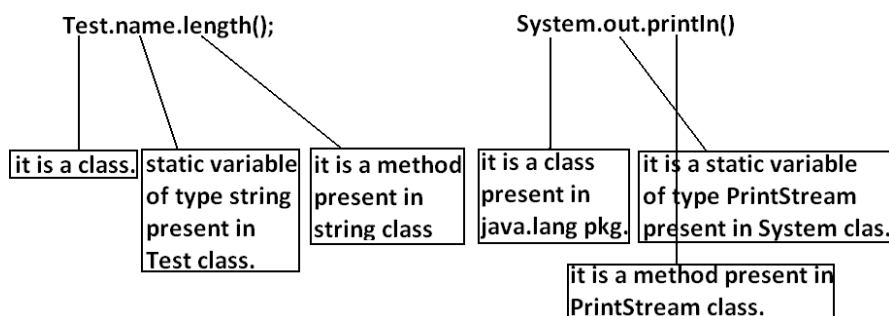 Test.name.length();
System.out.println()
it is a class.
static variable
of type string
present in
Test class.
it is a method
present in
string class
it is a class
present in
java.lang pkg.
it is a static variable
of type PrintStream
present in System clas.
it is a method present in
PrintStream class.